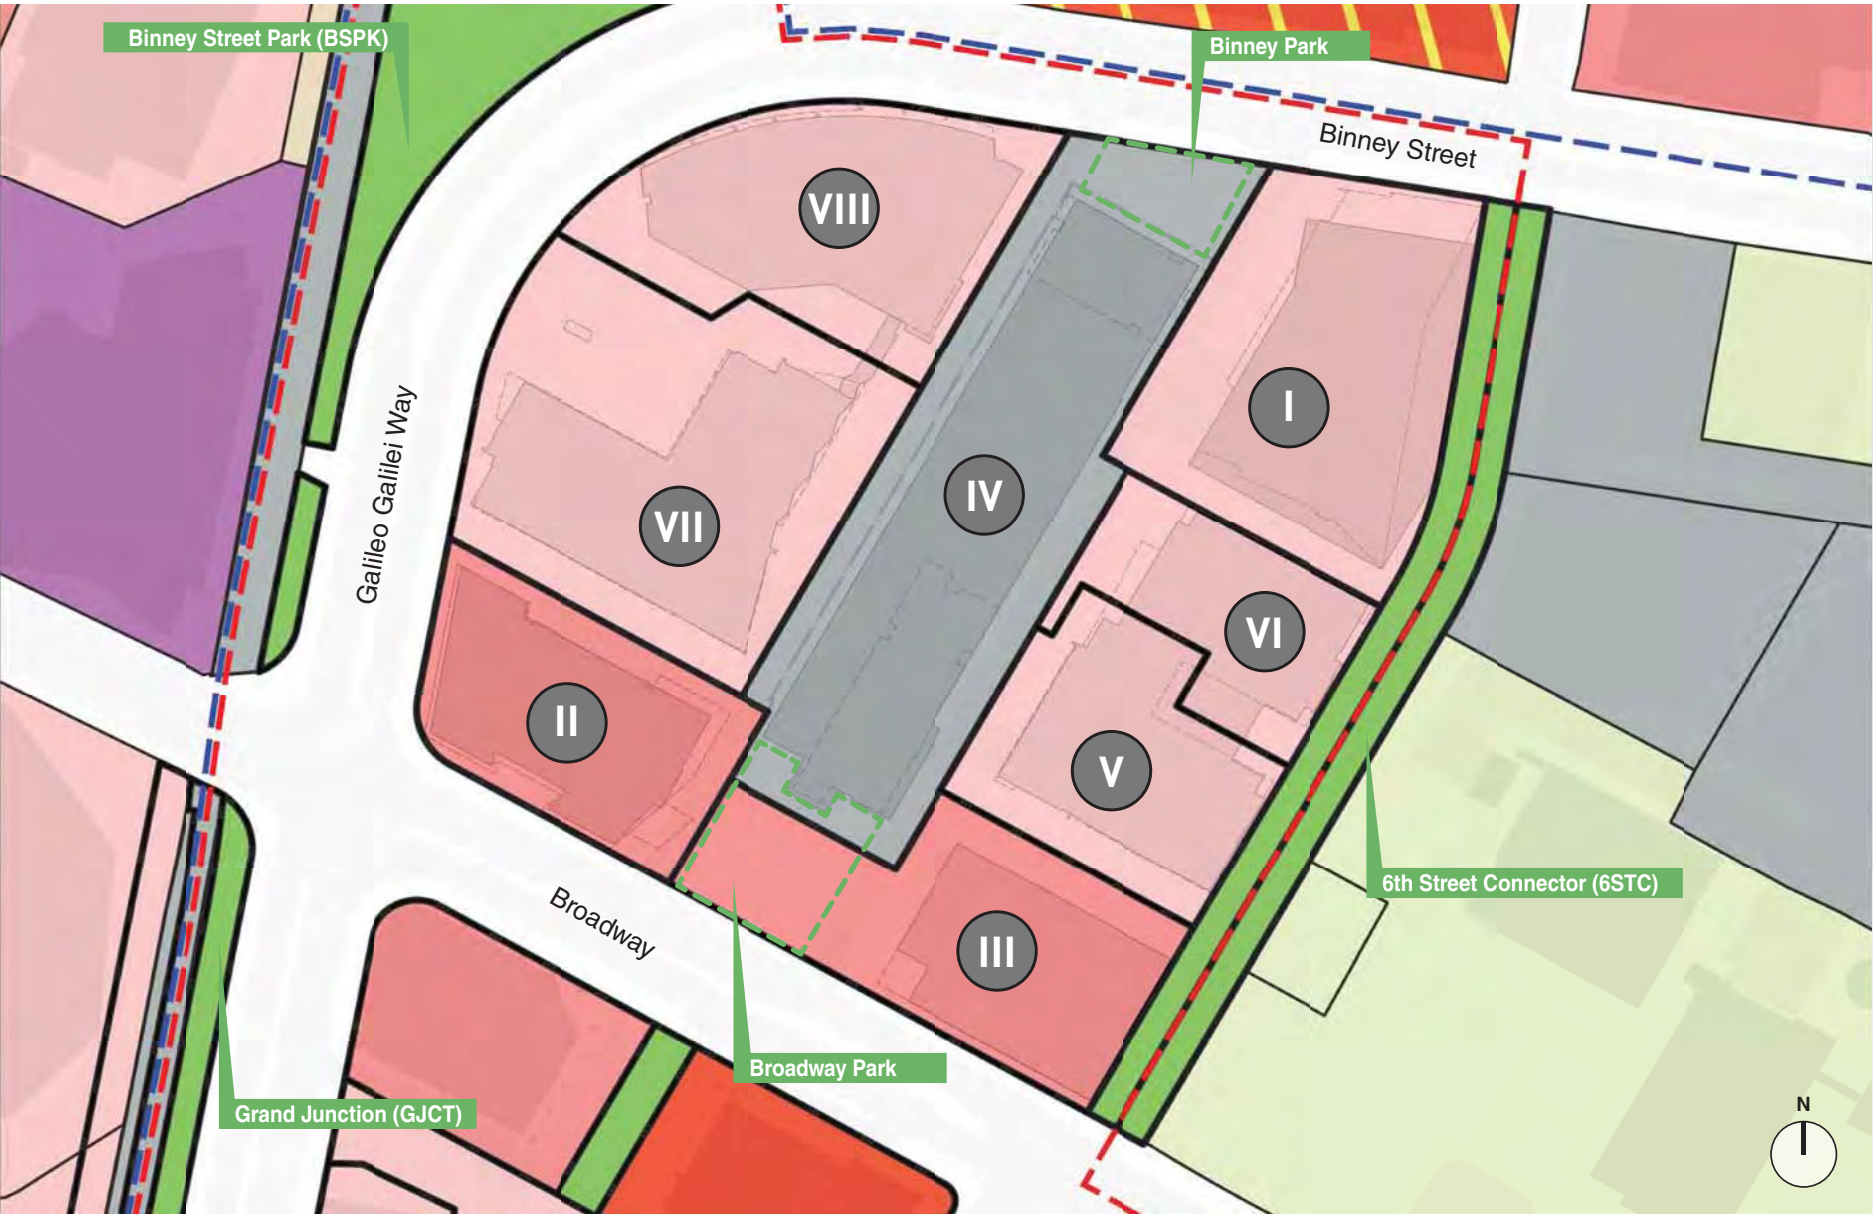 Binney Street Park (BSPK)
Binney Park
Binney Street
VIII
I
Galileo Galilei Way
IV
VII
VI
II
V
6th Street Connector (6STC)
Broadway
III
Broadway Park
Grand Junction (GJCT)
N